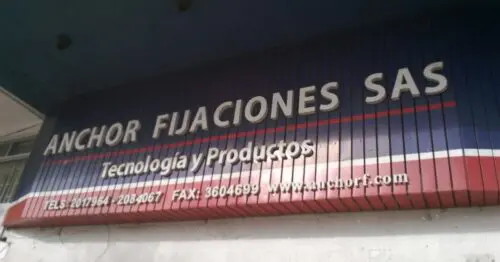 ANCHOR FIJACIONES SAS
Tecnología y Productos
TELS: 2017964 - 2084067 FAX: 3604699 www.anchorf.com